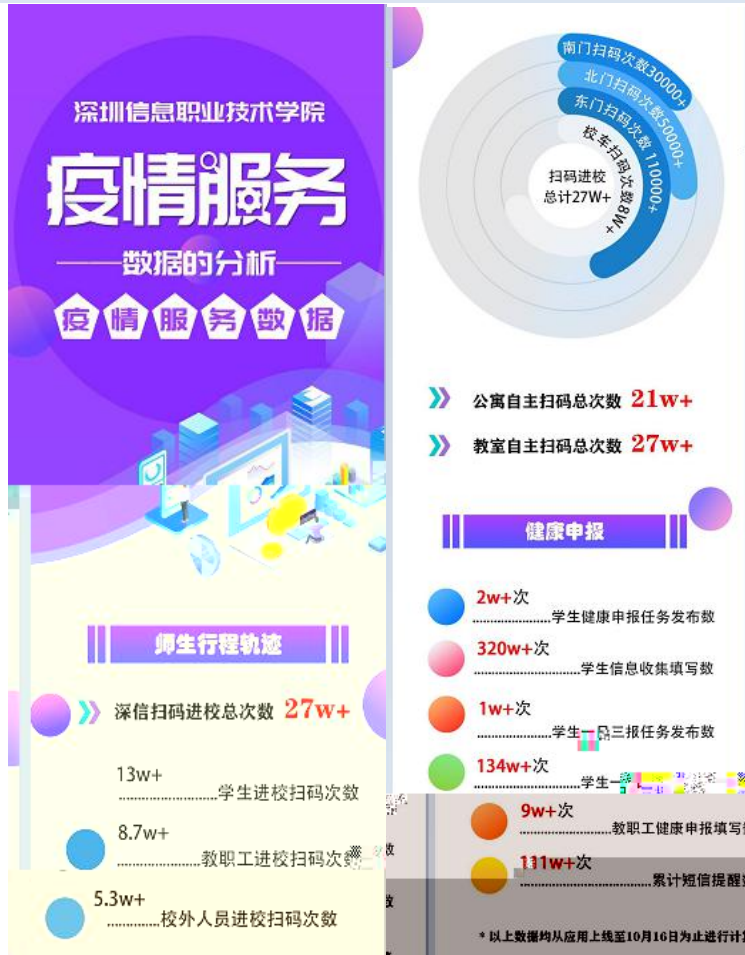 深圳信息职业技术学院
疫情服务
数据的分析
疫情服务数据
师生行程轨迹
深信扫码进校总次数 27w+
13w+
学生进校扫码次数
8.7w+
教职工进校扫码次
5.3w+
校外人员进校扫码次数
南门扫码次数30000+
北门扫码次数50000+
东门扫码次数 110000+
校车扫码次数8W+
扫码进校
总计27W+
公寓自主扫码总次数 21w+
教室自主扫码总次数 27w+
健康申报
2w+次
学生健康申报任务发布数
320w+次
学生信息收集填写数
1w+次
学生一日三报任务发布数
134w+次
学生一
9w+次
教职工健康申报填写
111w+次
累计短信提醒
*以上数据均从应用上线至10月16日为止进行计